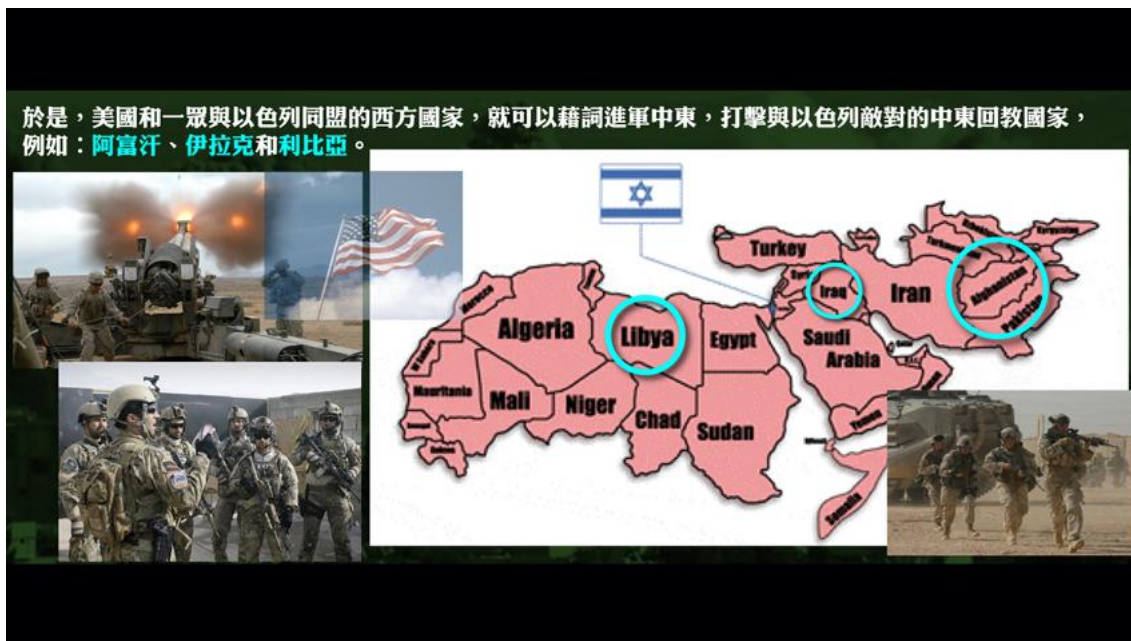 於是，美國和一眾與以色列同盟的西方國家，就可以藉詞進軍中東，打擊與以色列敵對的中東回教國家，
例如：阿富汗、伊拉克和利比亞。
Turkey
Kyrgyzstan
Syria
Iraq
Iran
Afghanistan
Pakistan
Morocco
Algeria
Libya
Egypt
Saudi
Arabia
Mauritania
Mali
Niger
Chad
Sudan
Yemen
Somalia